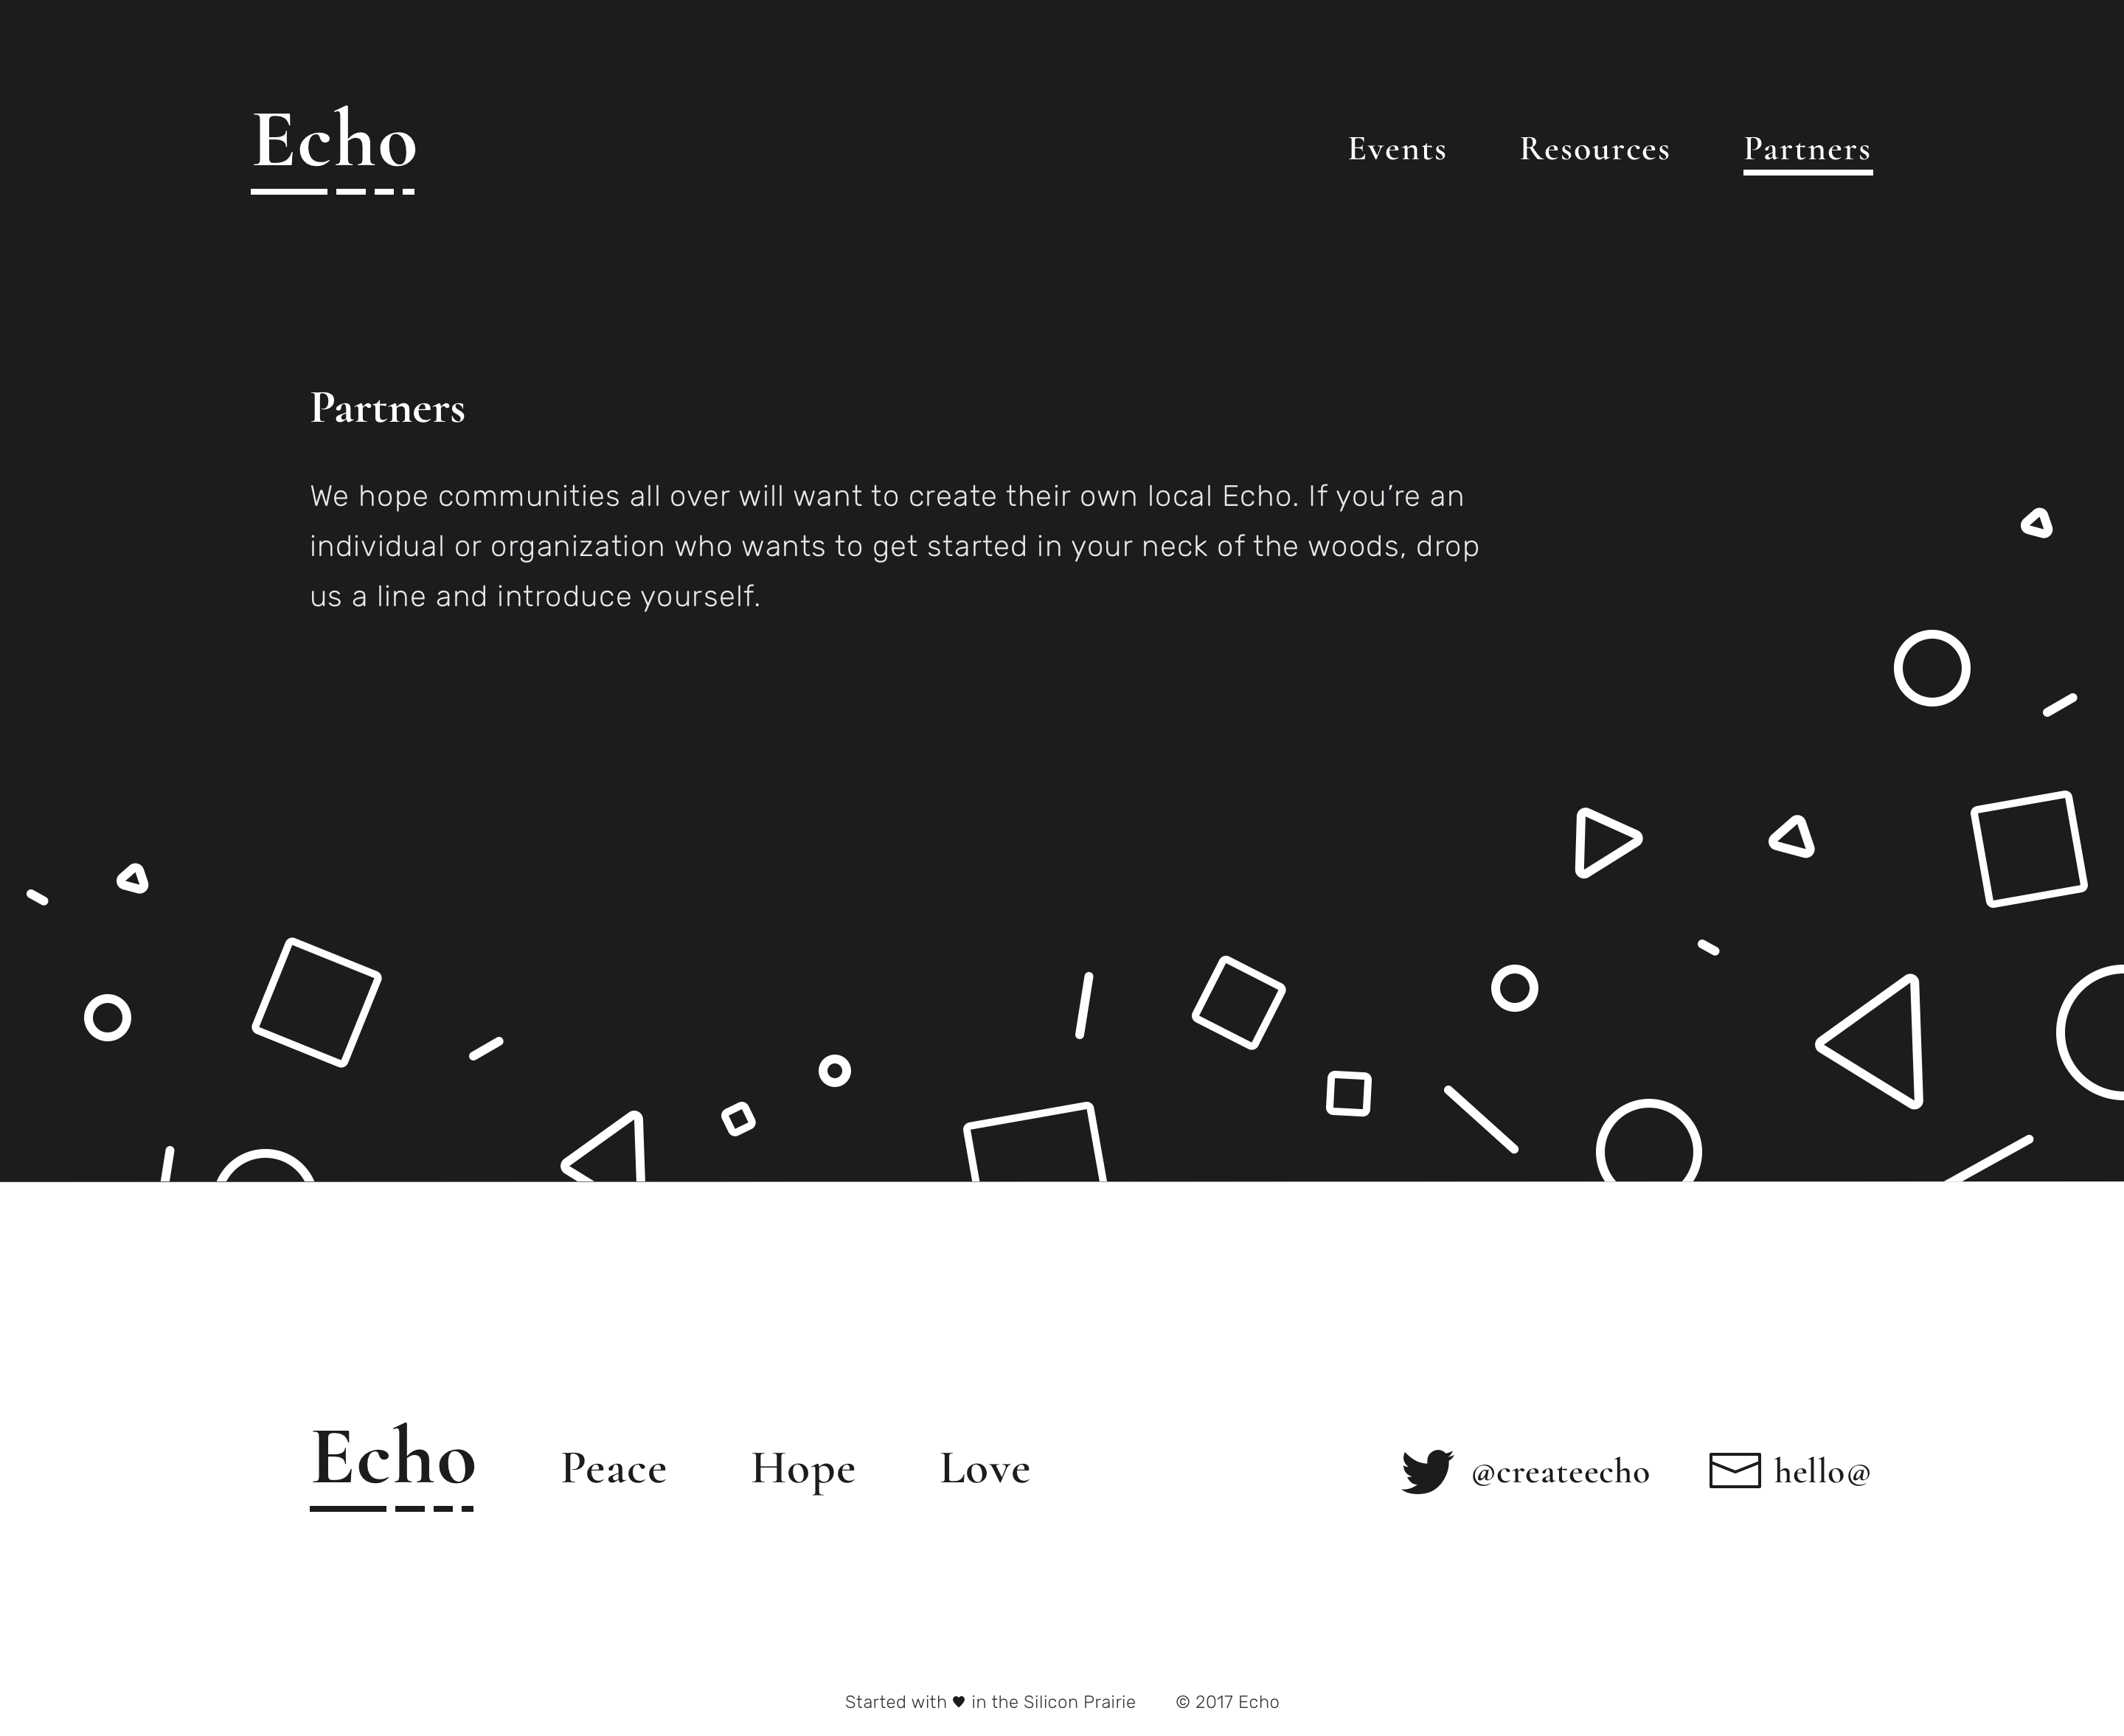 Echo
Events Resources Partners
Partners
We hope communities all over will want to create their own local Echo. If you’re an
individual or organization who wants to get started in your neck of the woods, drop
us a line and introduce yourself.
Echo Peace Hope Love @createecho hello@
Started with ♥ in the Silicon Prairie © 2017 Echo